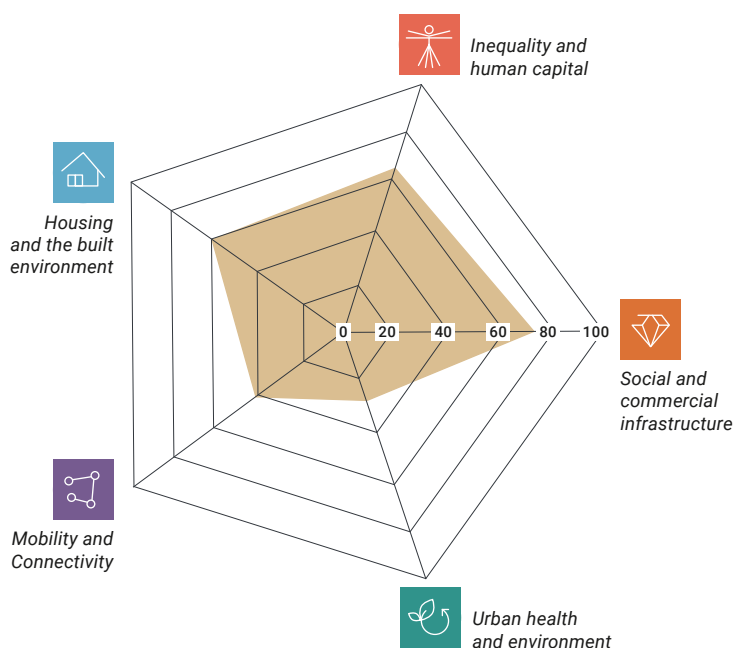 Inequality and
human capital
Housing
and the built
environment
0 20 40 60 80 100
Social and
commercial
infrastructure
Mobility and
Connectivity
Urban health
and environment